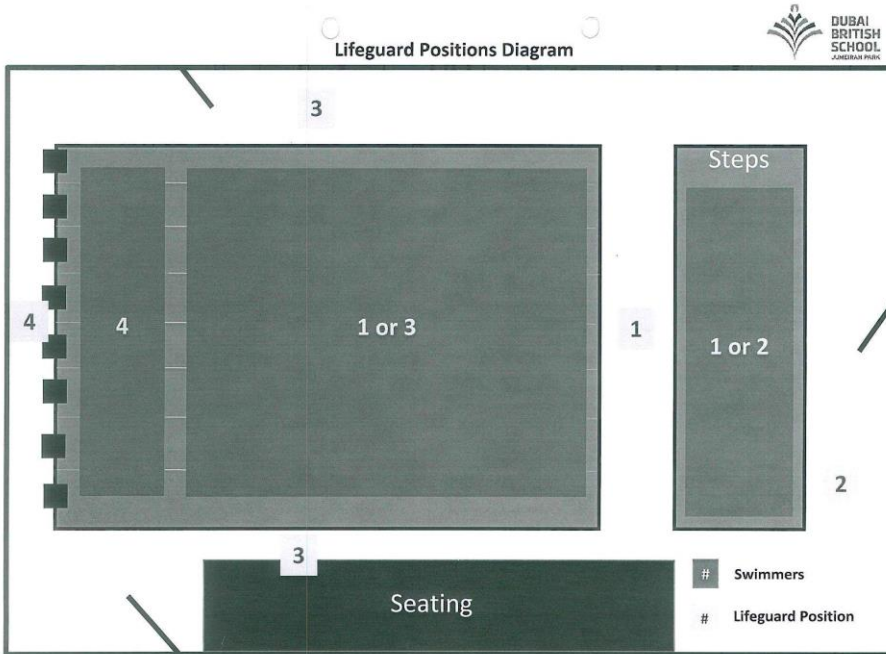 Lifeguard Positions Diagram
DUBAI
BRITISH
SCHOOL
JUMEIRAH PARK
3
Steps
4
4
1 or 3
1
1 or 2
2
3
Seating
# Swimmers
# Lifeguard Position